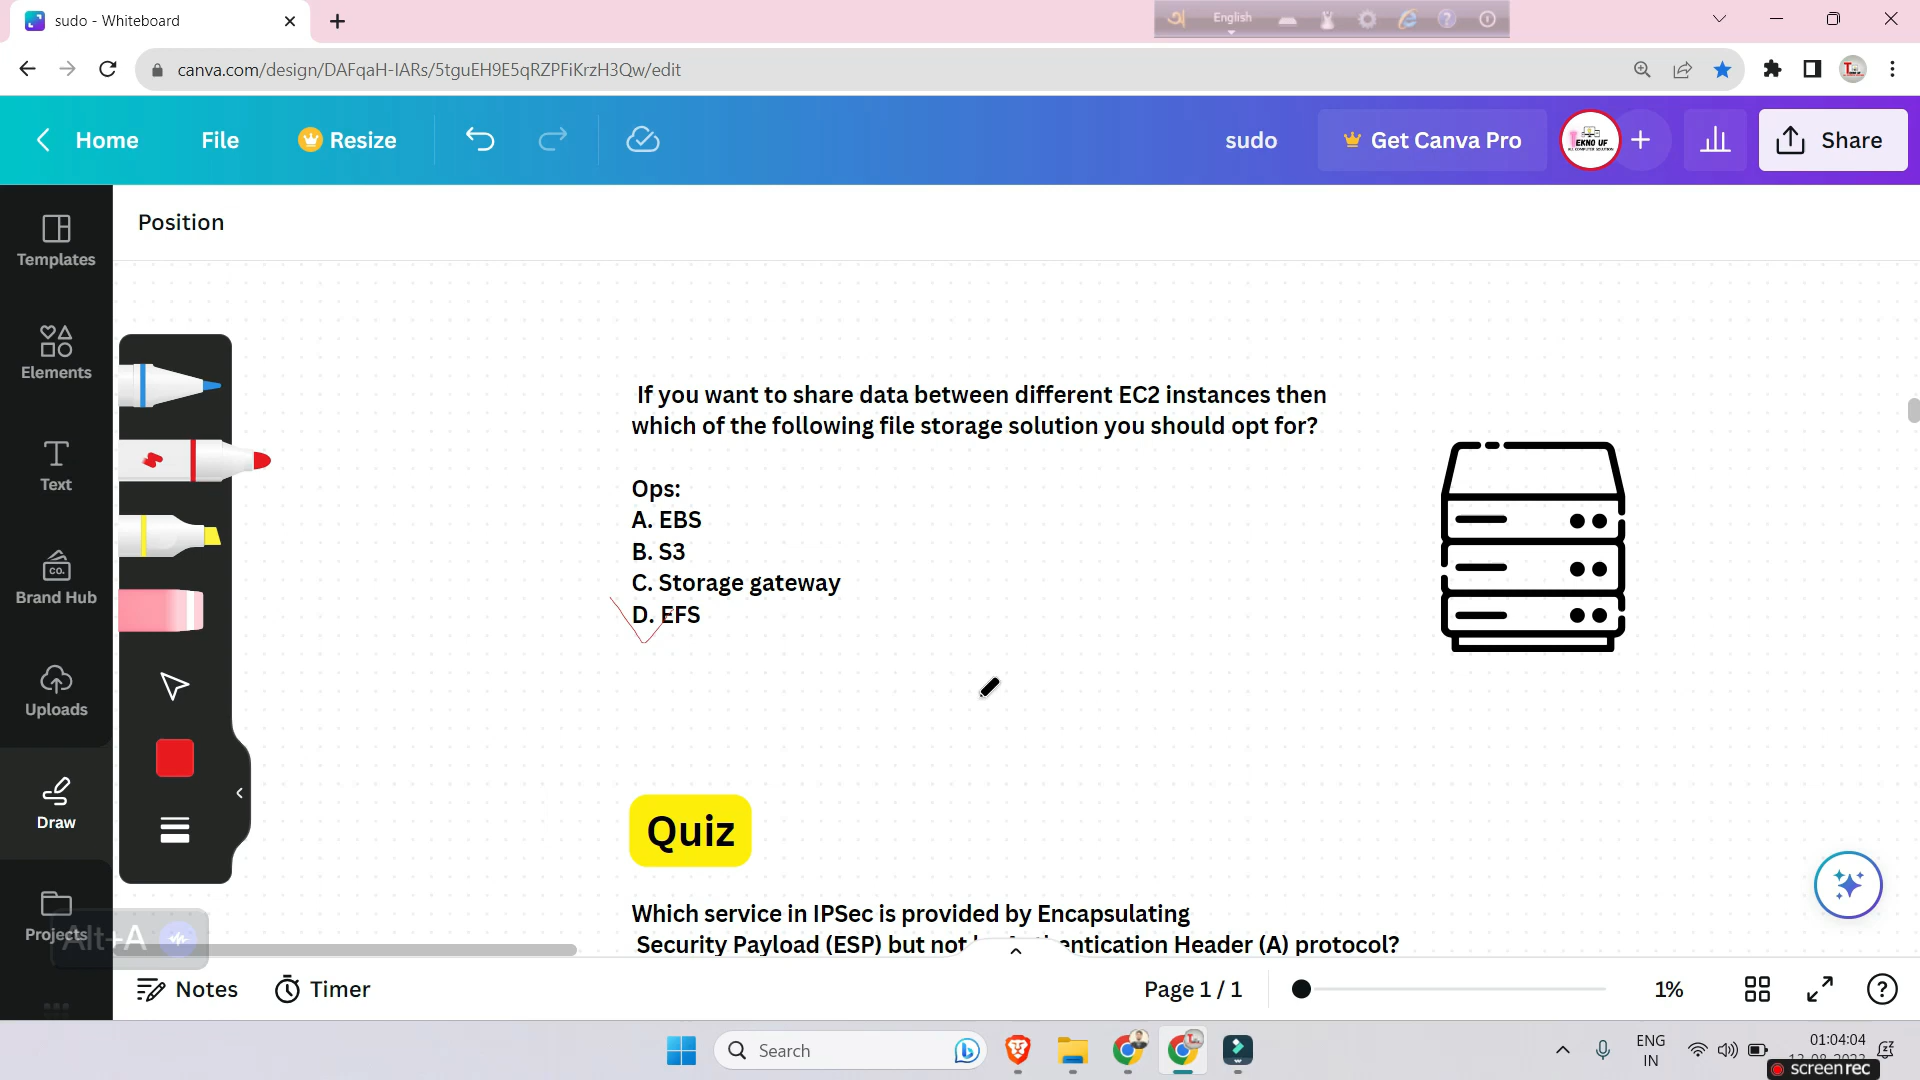 sudo - Whiteboard
English
canva.com/design/DAFqaH-IARs/5tguEH9E5qRZPFiKrzH3Qw/edit
Home
File
Resize
sudo
Get Canva Pro
EKNO UF
Share
Templates
Elements
Text
Brand Hub
Uploads
Draw
Projects
Position
If you want to share data between different EC2 instances then
which of the following file storage solution you should opt for?
Ops:
A. EBS
B. S3
C. Storage gateway
D. EFS
Quiz
Which service in IPSec is provided by Encapsulating
Security Payload (ESP) but not Authentication Header (A) protocol?
Alt+A
Notes
Timer
Page 1 / 1
1%
Search
ENG
IN
01:04:04
screenrec